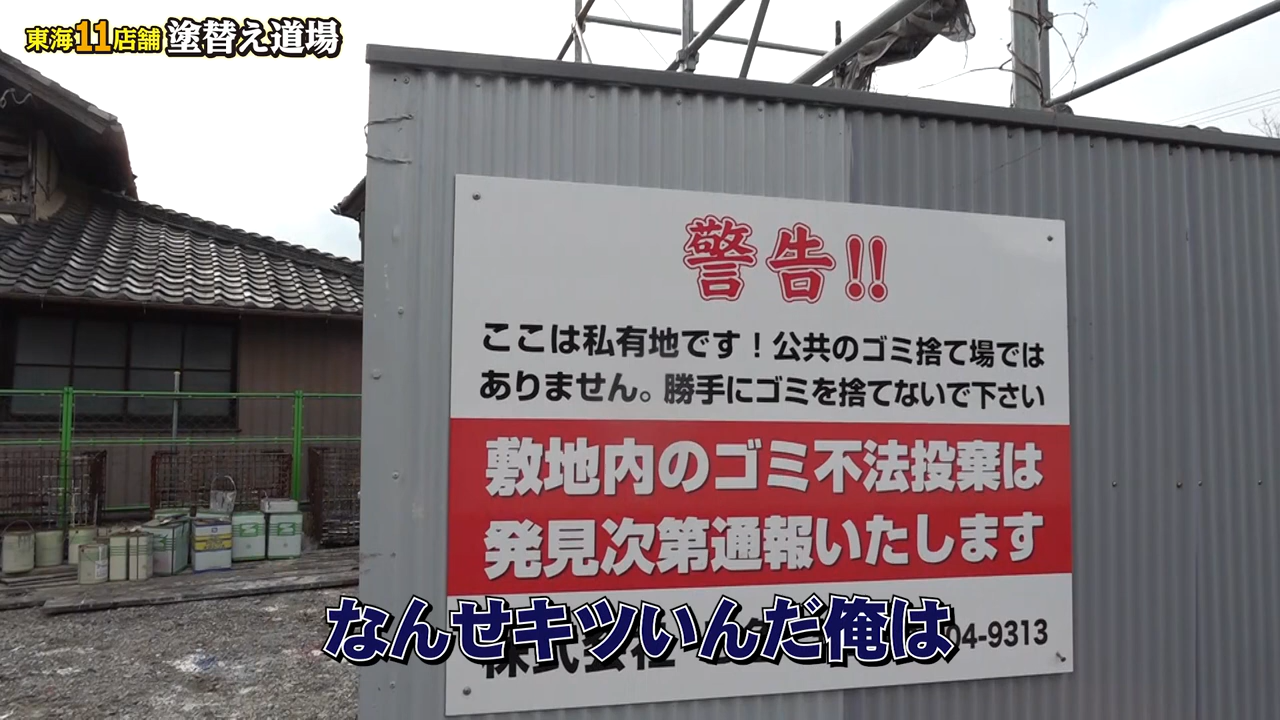 東海11店舗 塗替え道場
警告!!
ここは私有地です！公共のゴミ捨て場では
ありません。勝手にゴミを捨てないで下さい
敷地内のゴミ不法投棄は
発見次第通報いたします
株式会社
04-9313
なんせキツいんだ俺は